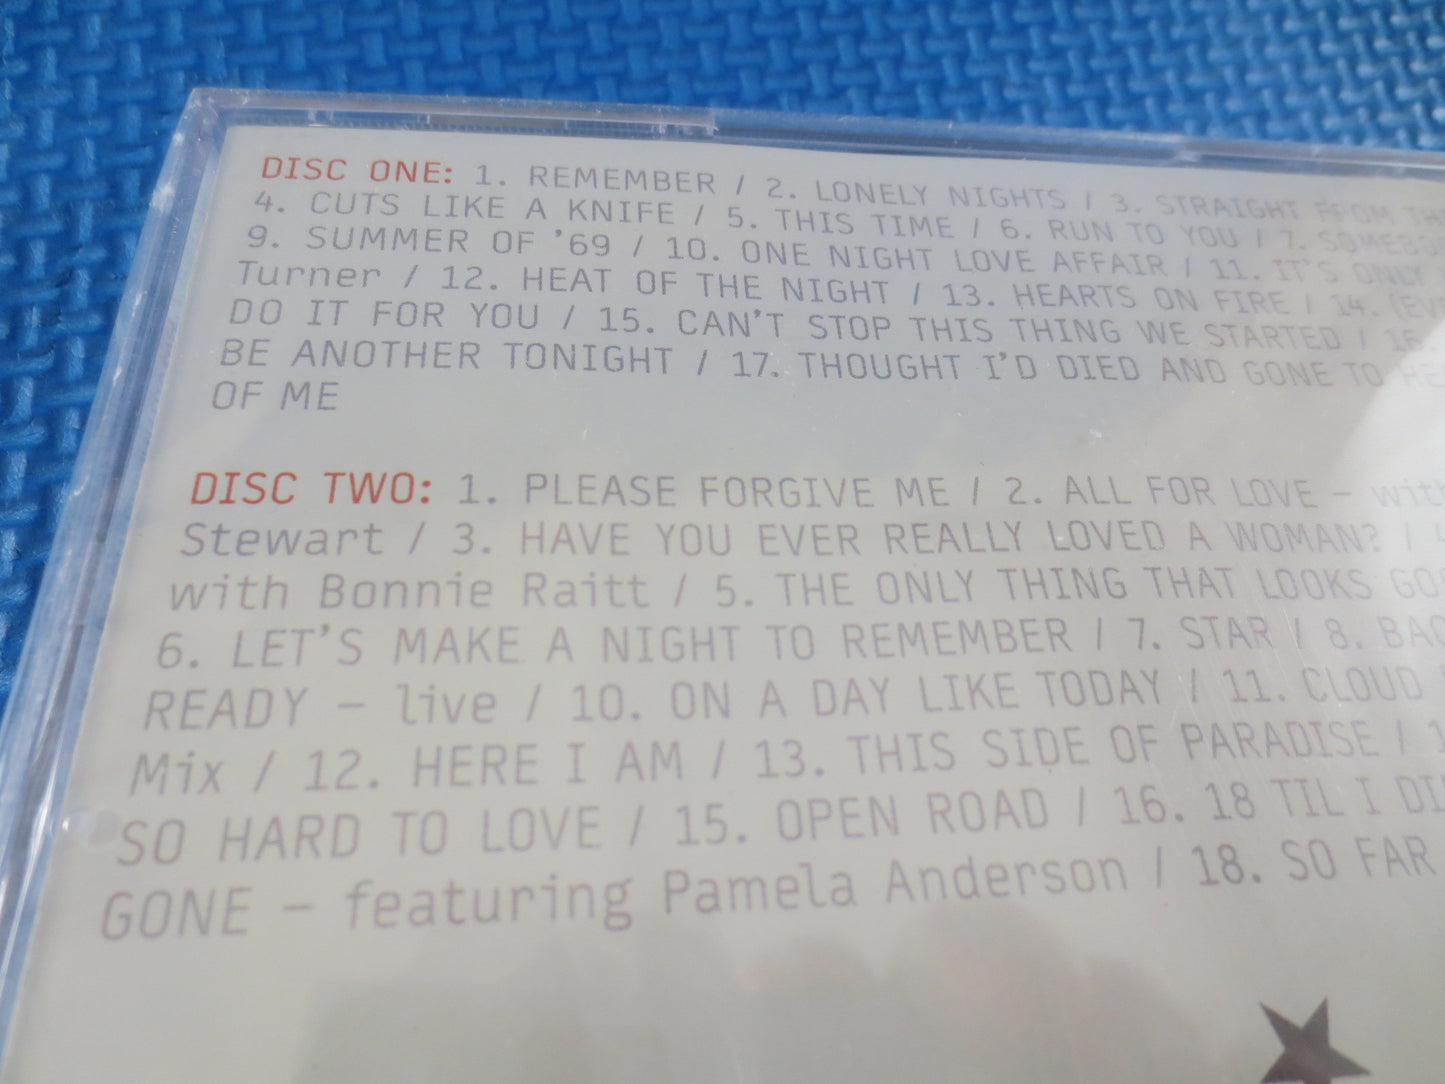 DISC ONE: 1. REMEMBER / 2. LONELY NIGHTS / 3. STRAIGHT FROM
4. CUTS LIKE A KNIFE / 5. THIS TIME / 6. RUN TO YOU / 7.
9. SUMMER OF '69 / 10. ONE NIGHT LOVE AFFAIR / 11. IT'S ONLY
Turner / 12. HEAT OF THE NIGHT / 13. HEARTS ON FIRE / 14.
DO IT FOR YOU / 15. CAN'T STOP THIS THING WE STARTED / 16
BE ANOTHER TONIGHT / 17. THOUGHT I'D DIED AND GONE TO
OF ME
DISC TWO: 1. PLEASE FORGIVE ME / 2. ALL FOR LOVE –
Stewart / 3. HAVE YOU EVER REALLY LOVED A WOMAN? /
with Bonnie Raitt / 5. THE ONLY THING THAT LOOKS
6. LET'S MAKE A NIGHT TO REMEMBER / 7. STAR / 8.
READY – live / 10. ON A DAY LIKE TODAY / 11. CLOUD
Mix / 12. HERE I AM / 13. THIS SIDE OF PARADISE /
SO HARD TO LOVE / 15. OPEN ROAD / 16. 18 TIL I
GONE – featuring Pamela Anderson / 18. SO FAR